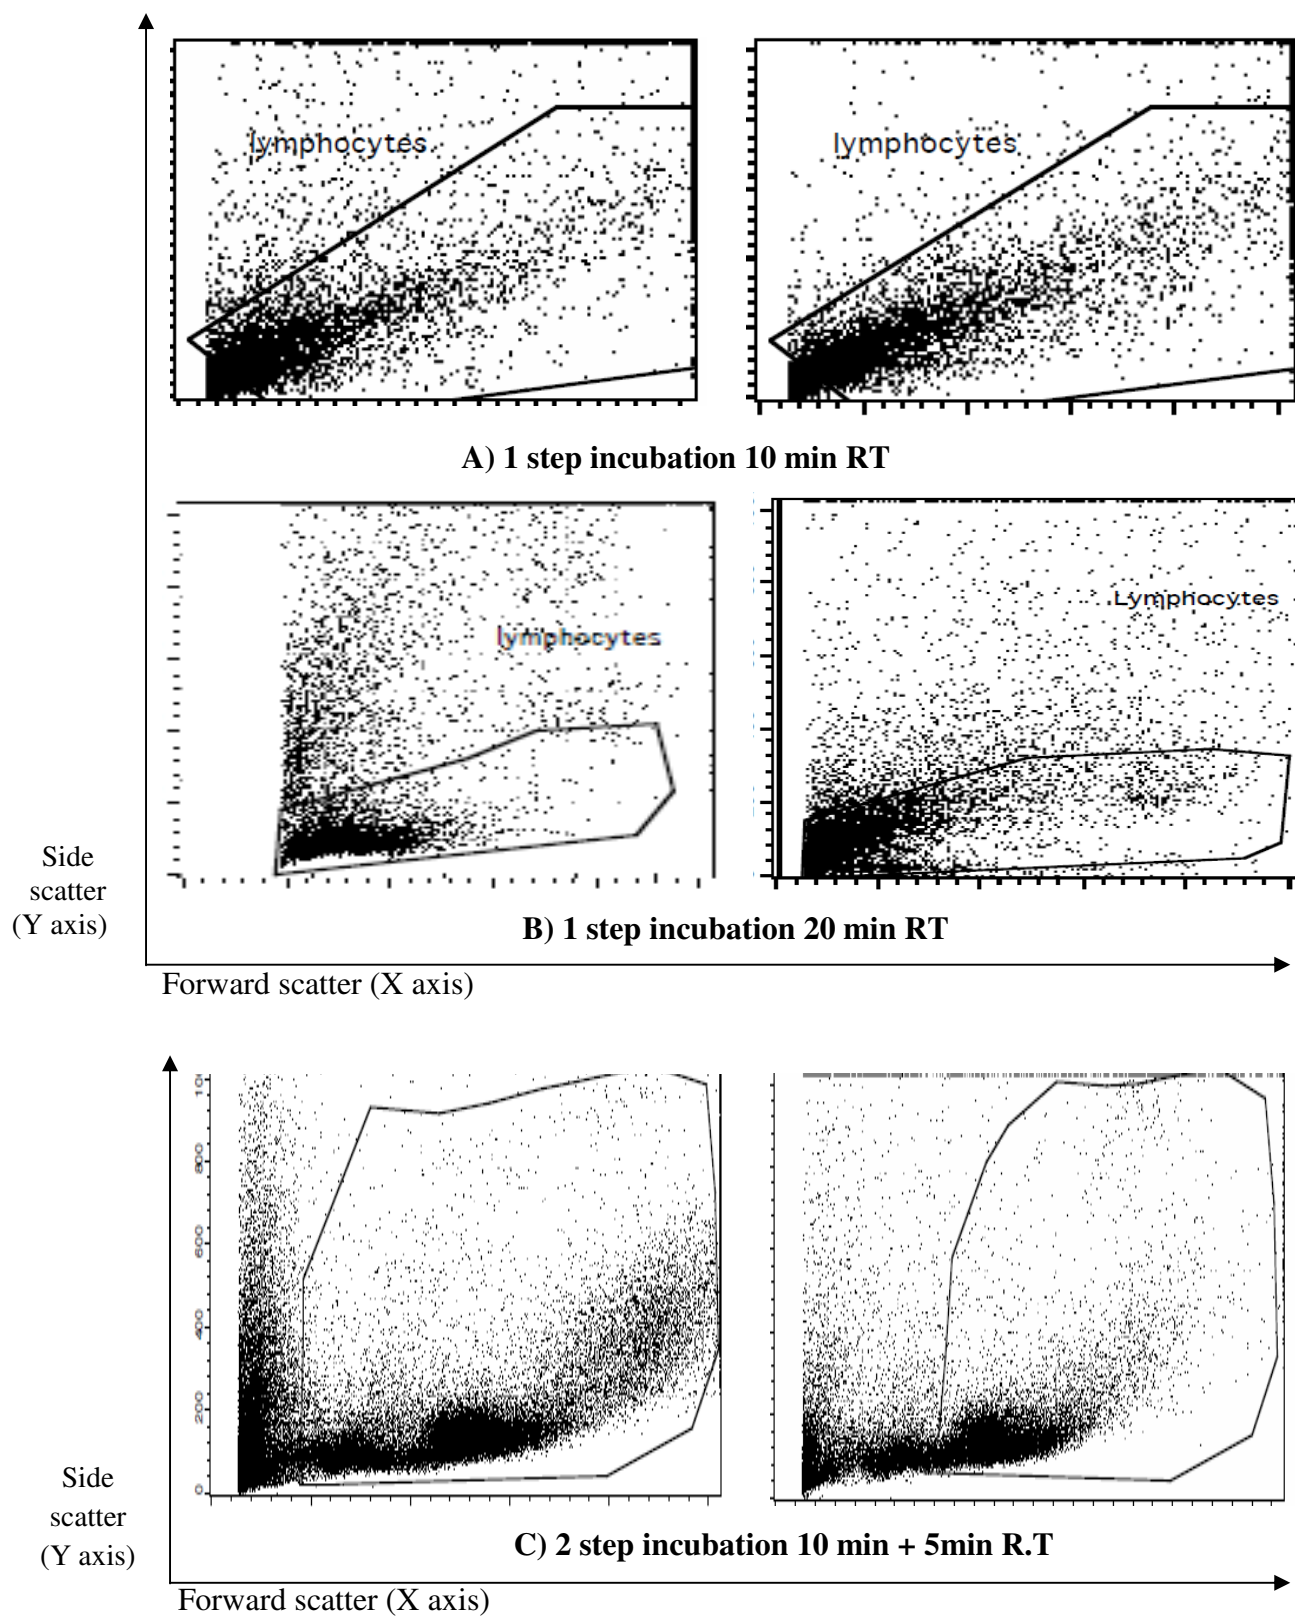 lymphocytes
lymphocytes
A) 1 step incubation 10 min RT
lymphocytes
Lymphocytes
Side
scatter
(Y axis)
B) 1 step incubation 20 min RT
Forward scatter (X axis)
800
600
400
200
0
Side
scatter
(Y axis)
C) 2 step incubation 10 min + 5min R.T
Forward scatter (X axis)